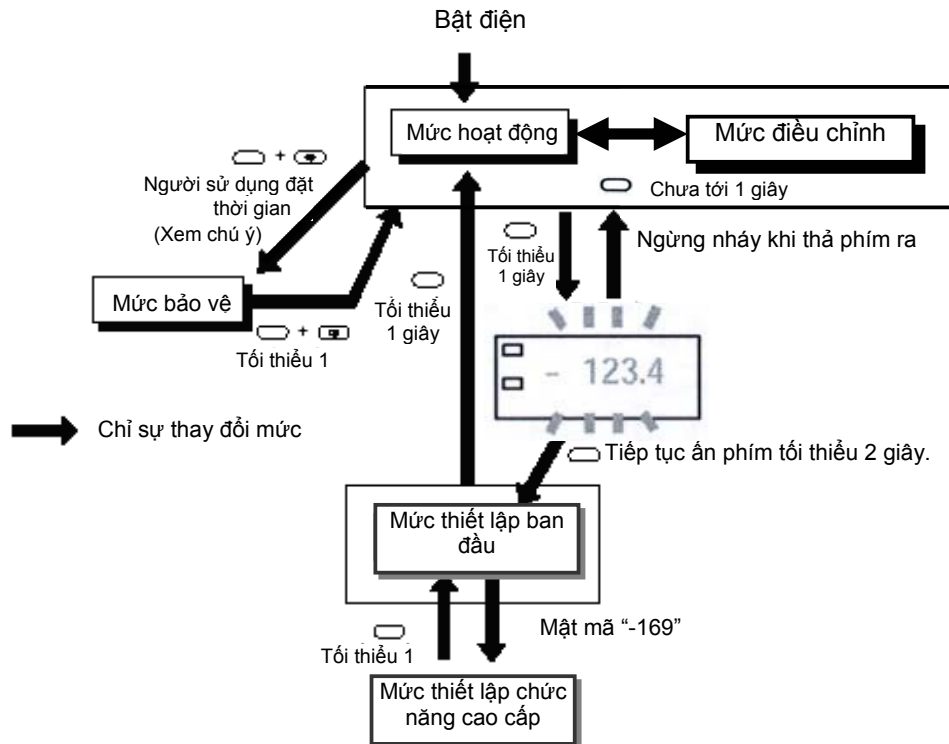 Bật điện
Mức hoạt động
Mức điều chỉnh
+
Người sử dụng đặt
thời gian
(Xem chú ý)
Chưa tới 1 giây
Tối thiểu
1 giây
Ngừng nháy khi thả phím ra
Mức bảo vệ
+
Tối thiểu 1
Tối thiểu
1 giây
- 123.4
Chỉ sự thay đổi mức
Tiếp tục ấn phím tối thiểu 2 giây.
Mức thiết lập ban
đầu
Mật mã “-169”
Tối thiểu 1
Mức thiết lập chức
năng cao cấp